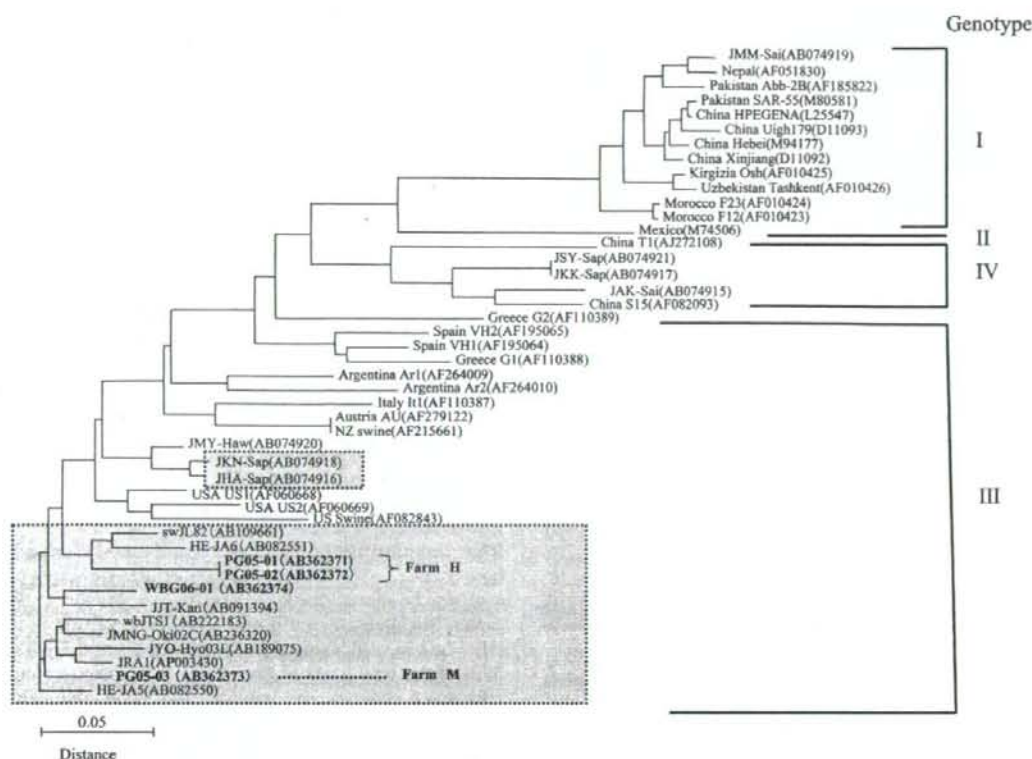 Genotype
JMM-Sai(AB074919)
Nepal(AF051830)
Pakistan Abb-2B(AF185822)
Pakistan SAR-55(M80581)
China HPEGENA(L25547)
China Uigh179(D11093)
China Hebei(M94177)
China Xinjiang(D11092)
Kirgizia Osh(AF010425)
Uzbekistan Tashkent(AF010426)
Morocco F23(AF010424)
Morocco F12(AF010423)
I
Mexico(M74506)
II
China T1(AJ272108)
JSY-Sap(AB074921)
JKK-Sap(AB074917)
JAK-Sai(AB074915)
China S15(AF082093)
IV
Greece G2(AF110389)
Spain VH2(AF195065)
Spain VH1(AF195064)
Greece G1(AF110388)
Argentina Ar1(AF264009)
Argentina Ar2(AF264010)
Italy It1(AF110387)
Austria AU(AF279122)
NZ swine(AF215661)
JMY-Haw(AB074920)
JKN-Sap(AB074918)
JHA-Sap(AB074916)
USA US1(AF060668)
USA US2(AF060669)
US Swine(AF082843)
III
swJL82(AB109661)
HE-JA6(AB082551)
PG05-01(AB362371)
PG05-02(AB362372)
Farm H
WBG06-01 (AB362374)
JJT-Kan(AB091394)
wbJTS1(AB222183)
JMNG-Oki02C(AB236320)
JYO-Hyo03L(AB189075)
JRA1(AP003430)
PG05-03 (AB362373) Farm M
HE-JA5(AB082550)
0.05
Distance